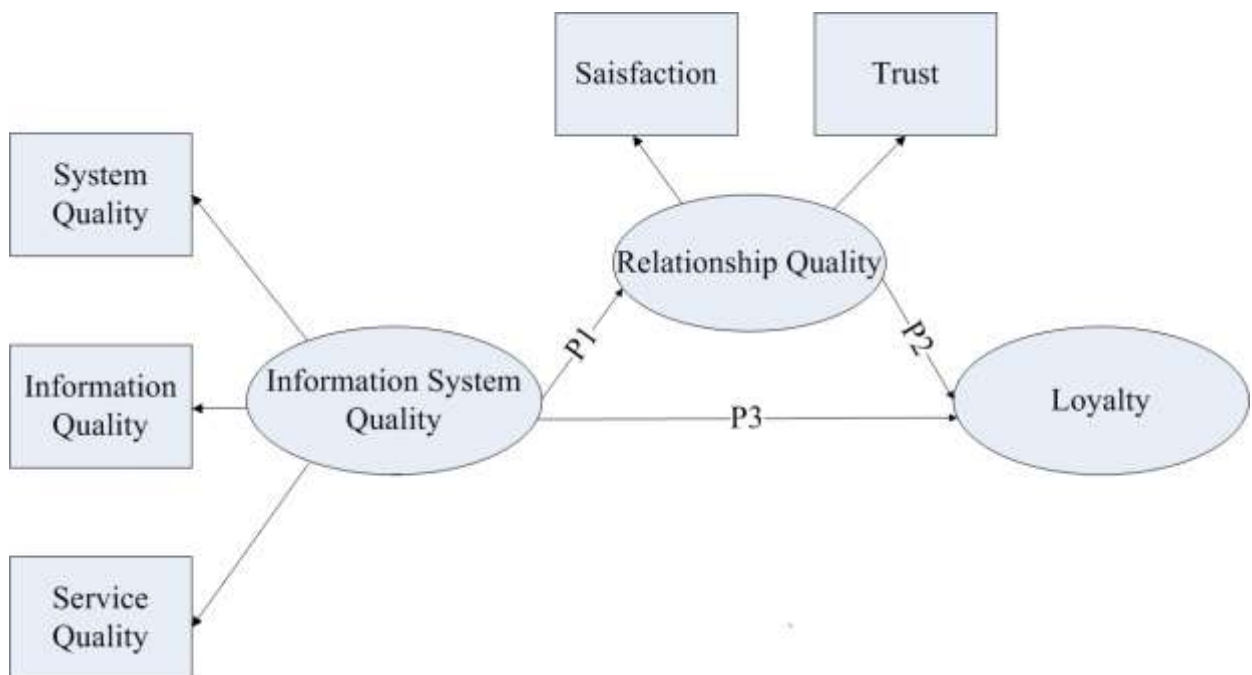 Saisfaction
Trust
System
Quality
Relationship Quality
P1
P2
Information System
Quality
Information
Quality
P3
Loyalty
Service
Quality